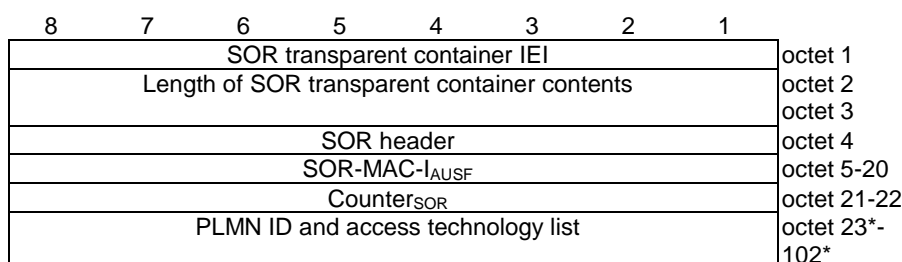 8 7 6 5 4 3 2 1
SOR transparent container IEI octet 1
Length of SOR transparent container contents octet 2
octet 3
SOR header octet 4
SOR-MAC-IAUSF octet 5-20
CounterSOR octet 21-22
PLMN ID and access technology list octet 23*-
102*